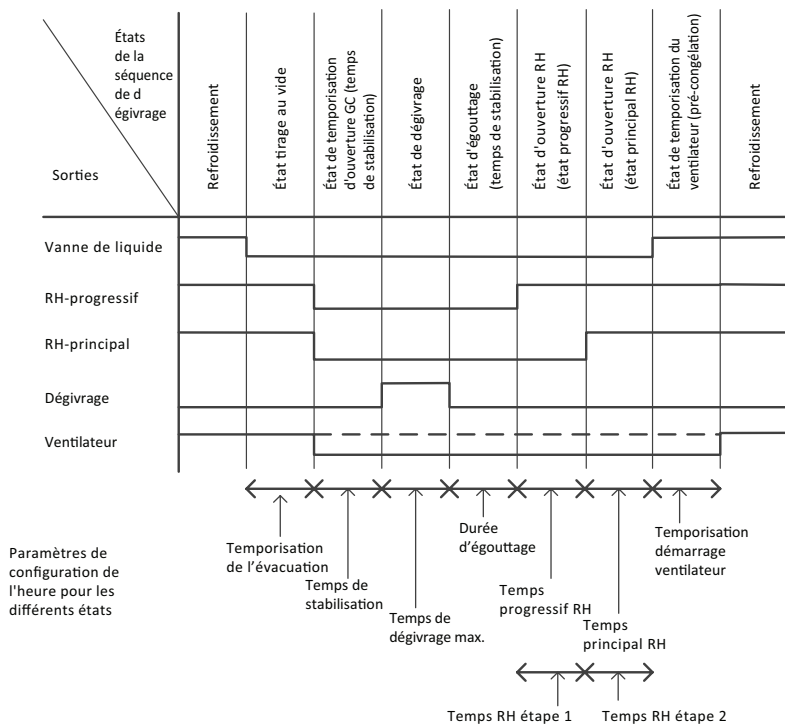 États
de la
séquence
de d
égivrage
Sorties
Refroidissement
État tirage au vide
État de temporisation
d'ouverture GC (temps
de stabilisation)
État de dégivrage
État d'égouttage
(temps de stabilisation)
État d'ouverture RH
(état progressif RH)
État d'ouverture RH
(état principal RH)
État de temporisation du
ventilateur (pré-congélation)
Refroidissement
Vanne de liquide
RH-progressif
RH-principal
Dégivrage
Ventilateur
Paramètres de
configuration de
l'heure pour les
différents états
Temporisation
de l’évacuation
Temps de
stabilisation
Temps de
dégivrage max.
Durée
d’égouttage
Temps
progressif RH
Temps
principal RH
Temporisation
démarrage
ventilateur
Temps RH étape 1
Temps RH étape 2